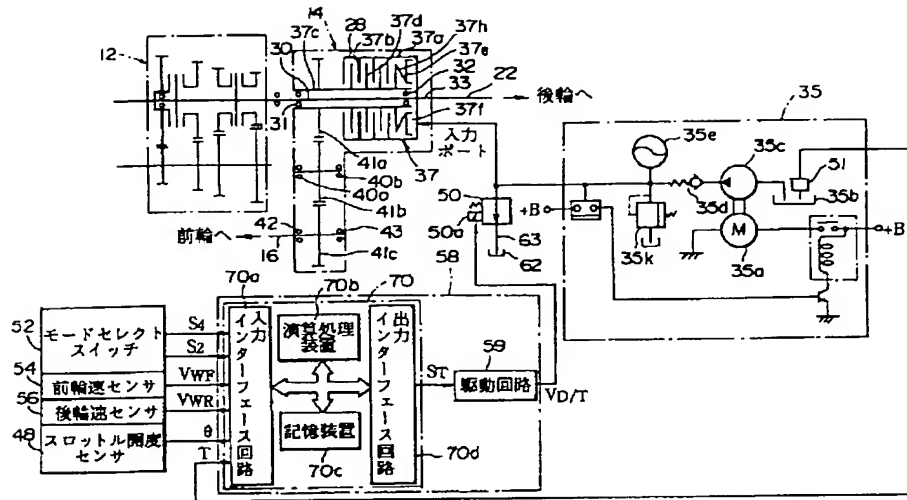 12
14
37c
28
37b
37d
37a
37h
37e
30
32
33
22
後輪へ
31
37f
入力
ポート
37
41a
40b
40a
41b
42
43
前輪へ
16
41c
35
35e
35c
51
35b
35d
50
50a
+B
35k
63
62
M
35a
+B
58
70a
70b
70
52
モードセレクト
スイッチ
S4
S2
54
前輪速センサ
VWF
56
後輪速センサ
VWR
48
スロットル開度
センサ
θ
T
入力
インターフェース
回路
演算処理
装置
記憶装置
70c
出力
インターフェース
回路
70d
ST
59
駆動回路
VD/T